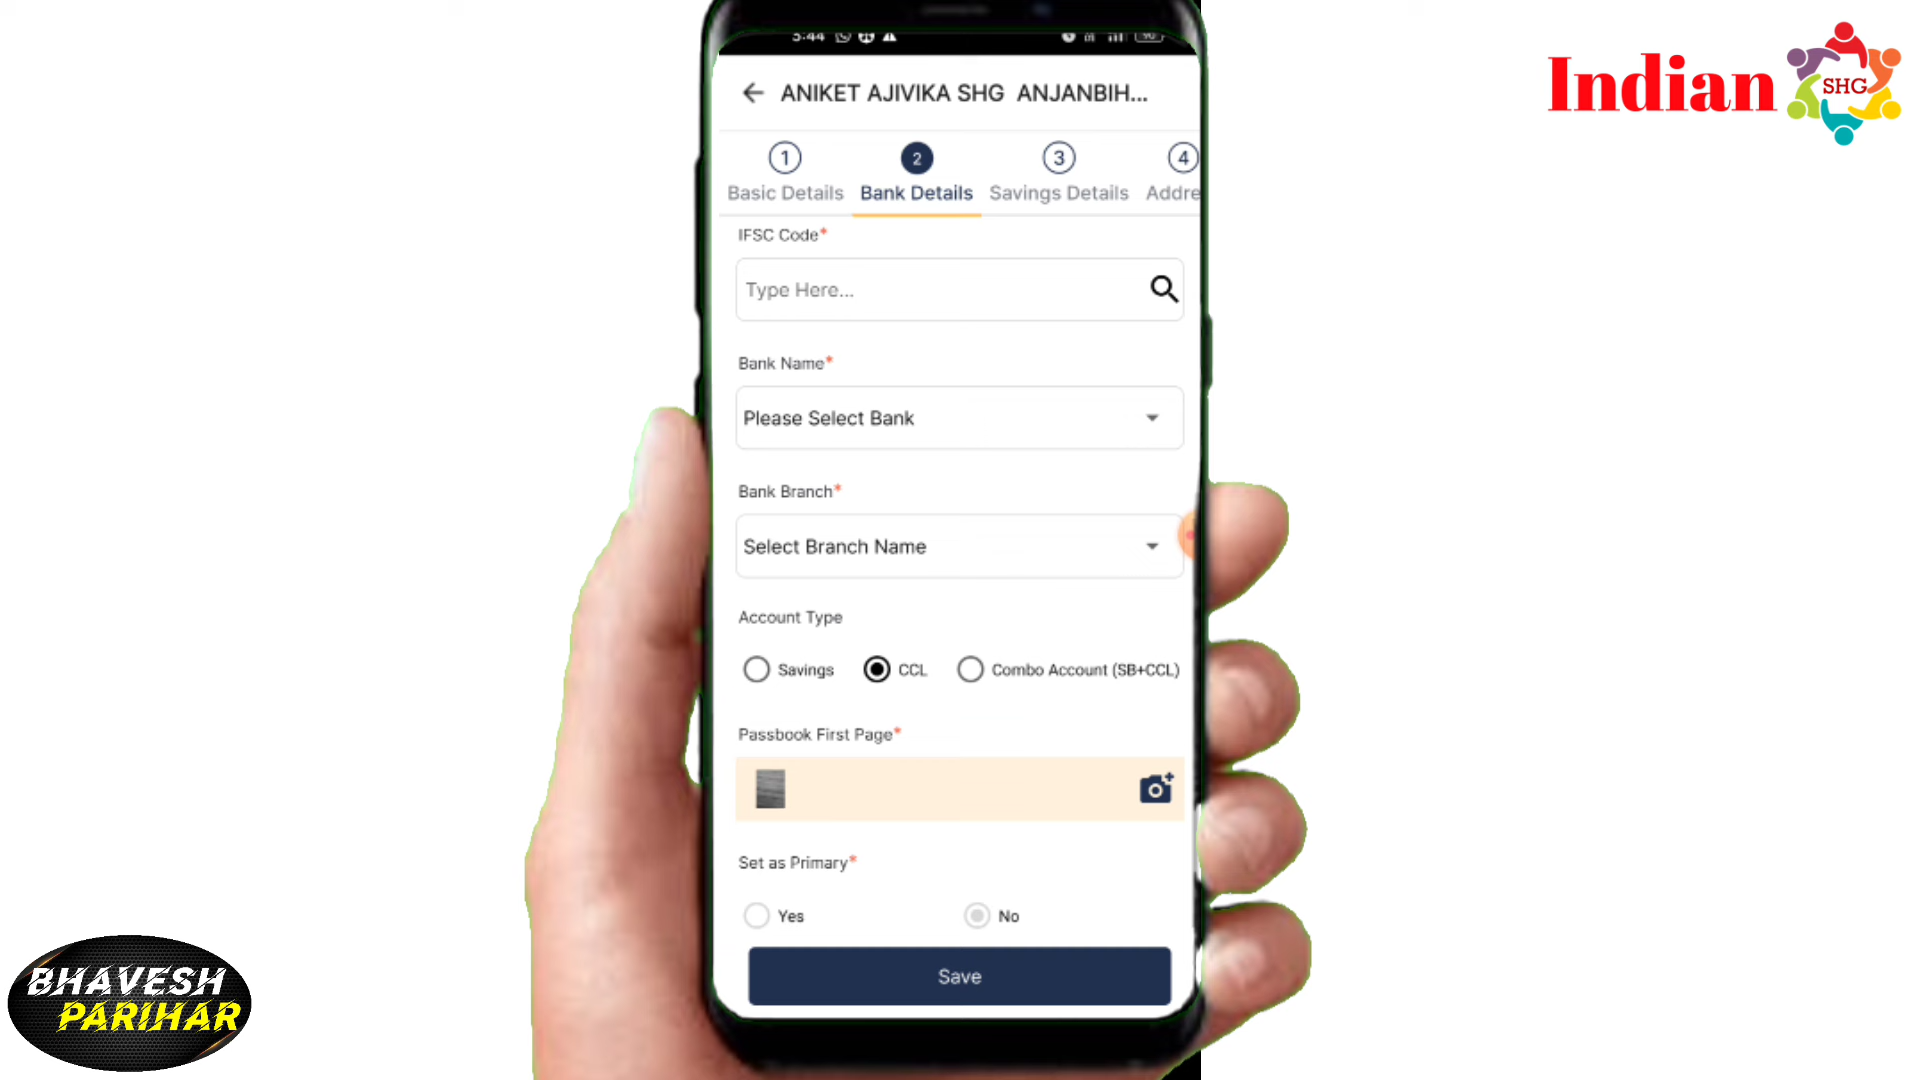 5:44
ANIKET AJIVIKA SHG ANJANBIH...
1 2 3 4
Basic Details Bank Details Savings Details Addre
IFSC Code*
Type Here...
Bank Name*
Please Select Bank
Bank Branch*
Select Branch Name
Account Type
Savings CCL Combo Account (SB+CCL)
Passbook First Page*
Set as Primary*
Yes No
Save
Indian SHG
BHAVESH
PARIHAR